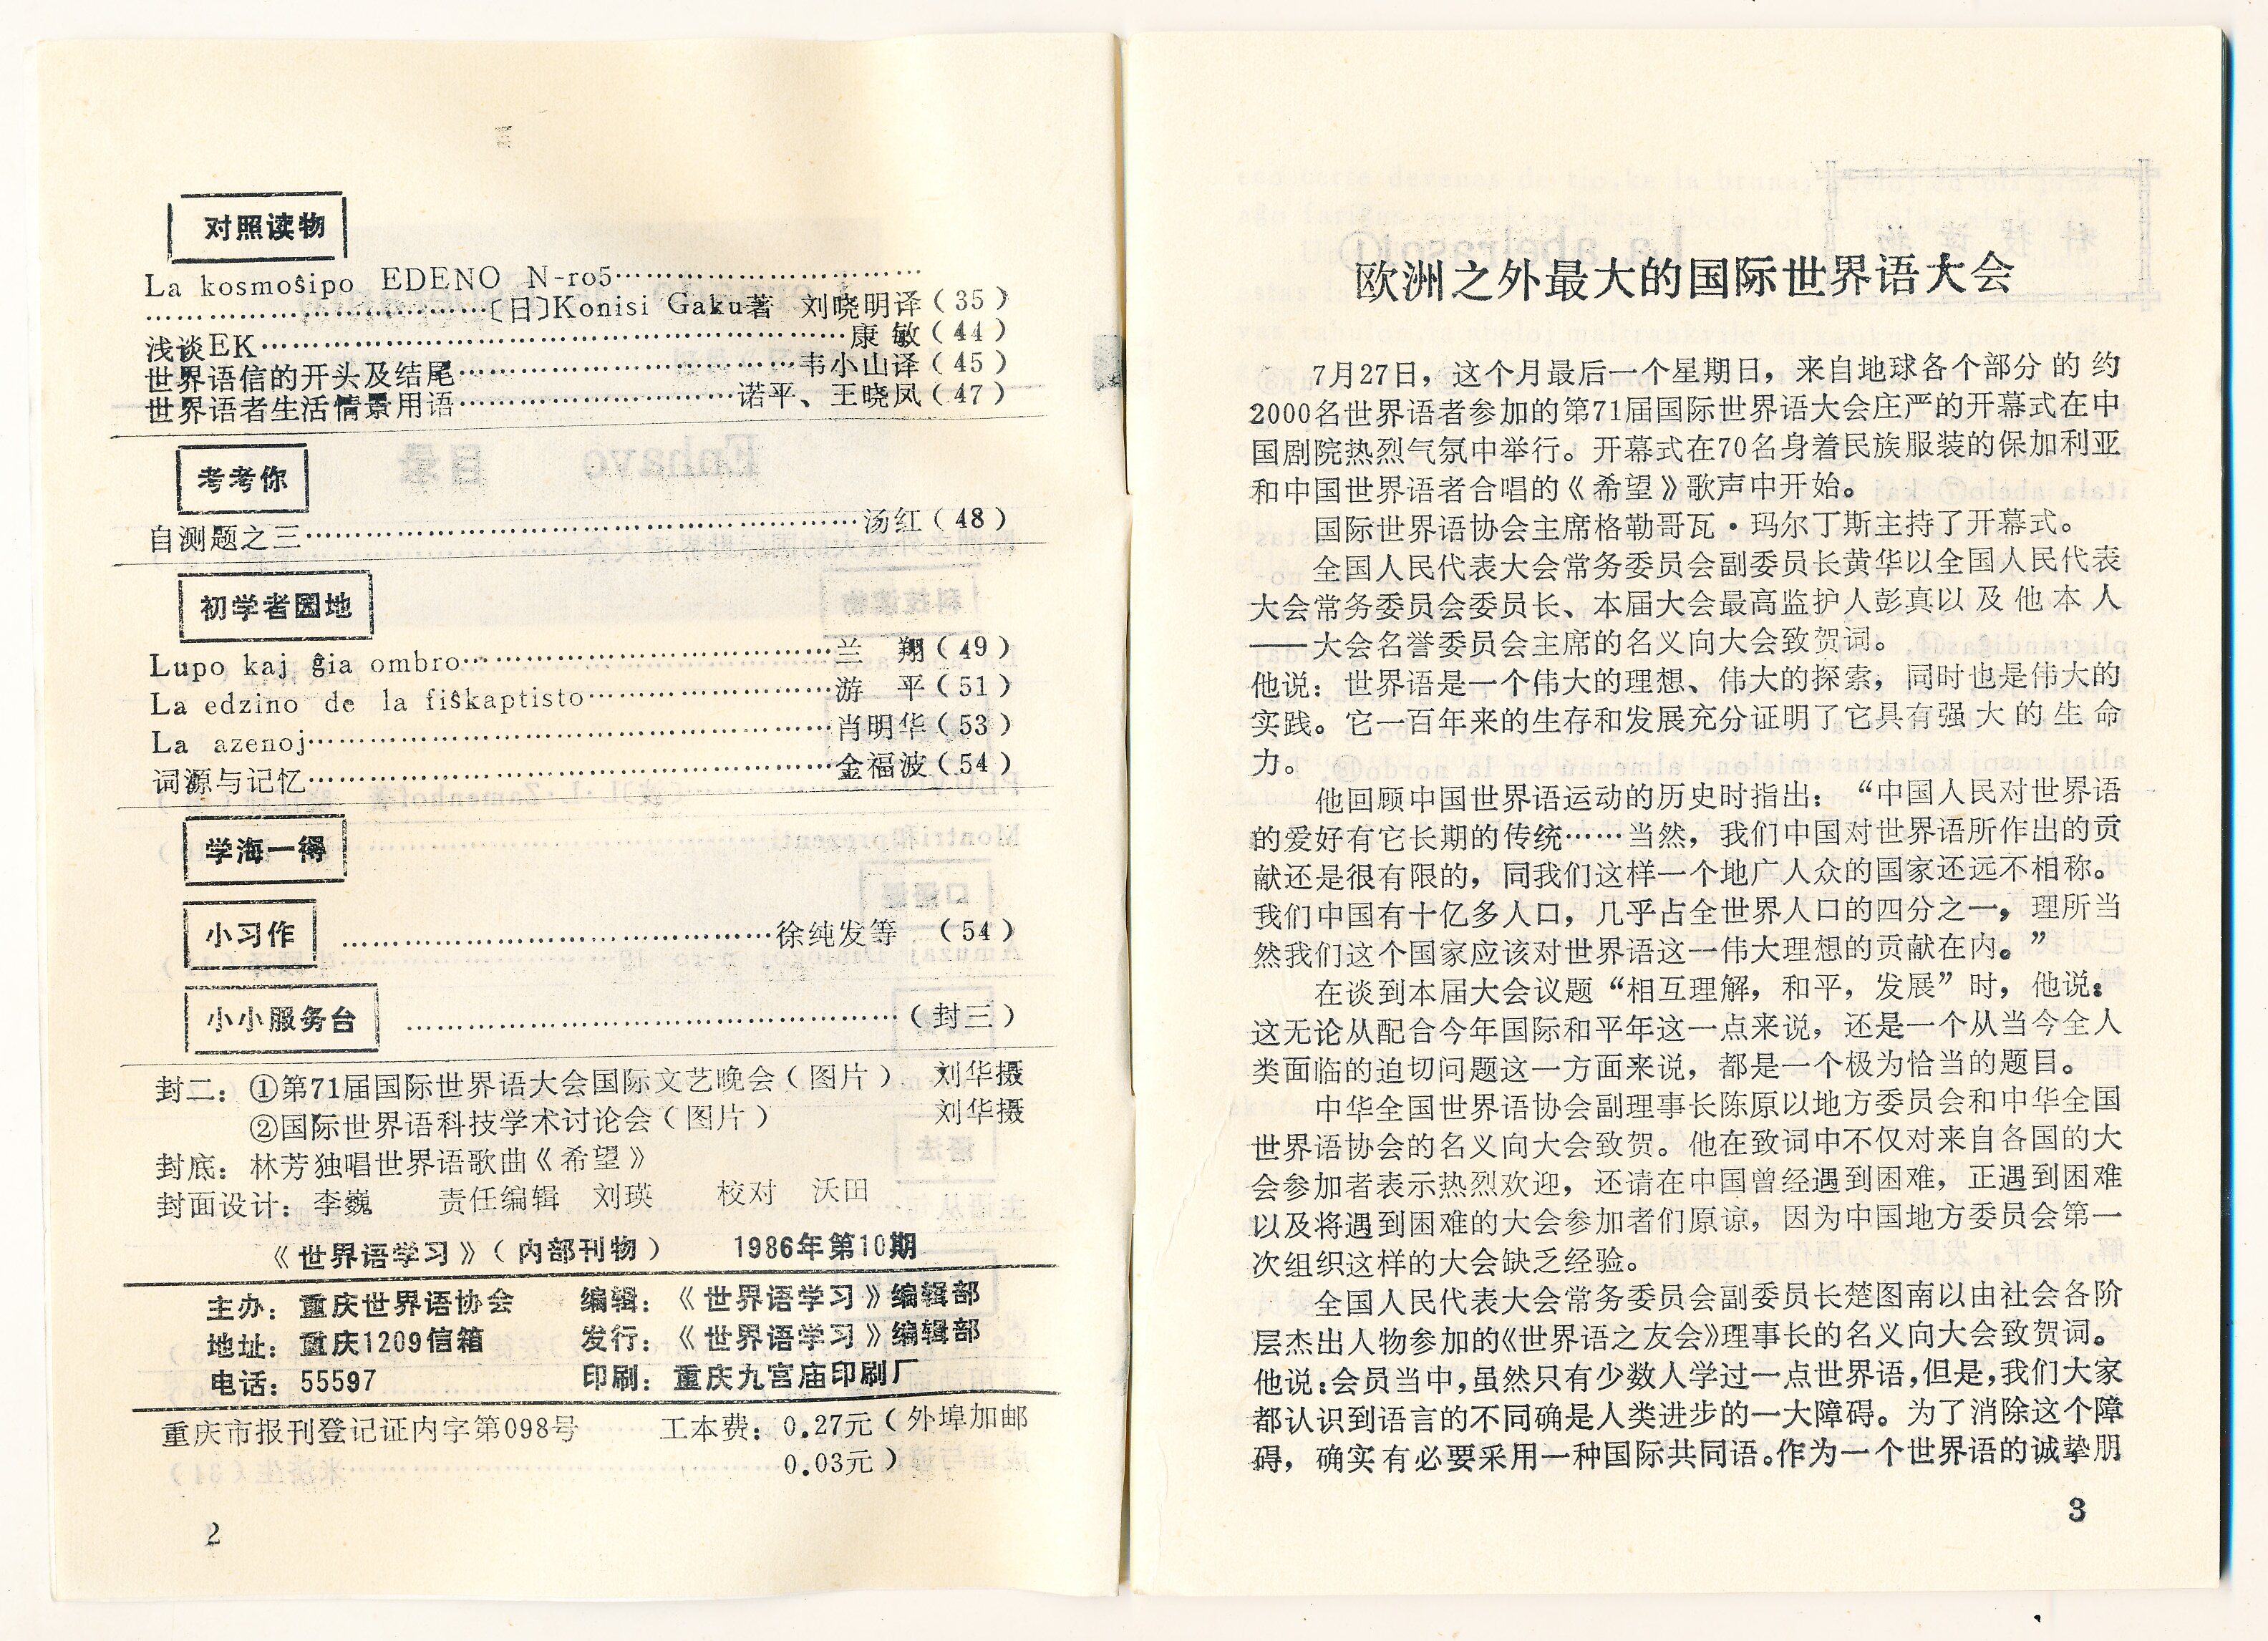 对照读物
La kosmoŝipo EDENO N-ro5……………………………
………………………………〔日〕Konisi Gaku著 刘晓明译(35)
浅谈EK……………………………………………………康 敏(44)
世界语信的开头及结尾………………………………韦小山译(45)
世界语者生活情景用语…………………………诺平、王晓凤(47)
考考你
自测题之三…………………………………………………汤红(48)
初学者园地
Lupo kaj ĝia ombro…………………………………兰 翔(49)
La edzino de la fiŝkaptisto………………………游 平(51)
La azenoj………………………………………………肖明华(53)
词源与记忆………………………………………………金福波(54)
学海一得
小习作 ………………………………………徐纯发等 (54)
小小服务台 ……………………………………………(封三)
封二:①第71届国际世界语大会国际文艺晚会(图片) 刘华摄
②国际世界语科技学术讨论会(图片) 刘华摄
封底:林芳独唱世界语歌曲《希望》
封面设计:李巍 责任编辑 刘瑛 校对 沃田
《世界语学习》(内部刊物) 1986年第10期
主办:重庆世界语协会 编辑:《世界语学习》编辑部
地址:重庆1209信箱 发行:《世界语学习》编辑部
电话:55597 印刷:重庆九宫庙印刷厂
重庆市报刊登记证内字第098号 工本费:0.27元(外埠加邮
0.03元)
2
欧洲之外最大的国际世界语大会
7月27日,这个月最后一个星期日,来自地球各个部分的约
2000名世界语者参加的第71届国际世界语大会庄严的开幕式在中
国剧院热烈气氛中举行。开幕式在70名身着民族服装的保加利亚
和中国世界语者合唱的《希望》歌声中开始。
国际世界语协会主席格勒哥瓦·玛尔丁斯主持了开幕式。
全国人民代表大会常务委员会副委员长黄华以全国人民代表
大会常务委员会委员长、本届大会最高监护人彭真以及他本人
——大会名誉委员会主席的名义向大会致贺词。
他说:世界语是一个伟大的理想、伟大的探索,同时也是伟大的
实践。它一百年来的生存和发展充分证明了它具有强大的生命
力。
他回顾中国世界语运动的历史时指出:“中国人民对世界语
的爱好有它长期的传统……当然,我们中国对世界语所作出的贡
献还是很有限的,同我们这样一个地广人众的国家还远不相称。
我们中国有十亿多人口,几乎占全世界人口的四分之一,理所当
然我们这个国家应该对世界语这一伟大理想的贡献在内。”
在谈到本届大会议题“相互理解,和平,发展”时,他说:
这无论从配合今年国际和平年这一点来说,还是一个从当今全人
类面临的迫切问题这一方面来说,都是一个极为恰当的题目。
中华全国世界语协会副理事长陈原以地方委员会和中华全国
世界语协会的名义向大会致贺。他在致词中不仅对来自各国的大
会参加者表示热烈欢迎,还请在中国曾经遇到困难,正遇到困难
以及将遇到困难的大会参加者们原谅,因为中国地方委员会第一
次组织这样的大会缺乏经验。
全国人民代表大会常务委员会副委员长楚图南以由社会各阶
层杰出人物参加的《世界语之友会》理事长的名义向大会致贺词。
他说:会员当中,虽然只有少数人学过一点世界语,但是,我们大家
都认识到语言的不同确是人类进步的一大障碍。为了消除这个障
碍,确实有必要采用一种国际共同语。作为一个世界语的诚挚朋
3